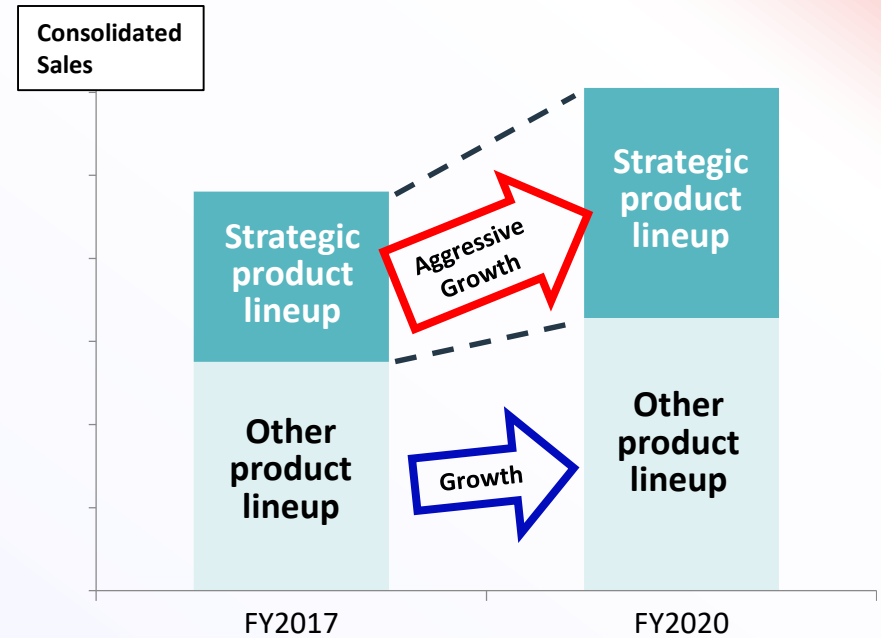 Consolidated
Sales
Strategic
product
lineup
Aggressive
Growth
Strategic
product
lineup
Other
product
lineup
Growth
Other
product
lineup
FY2017
FY2020